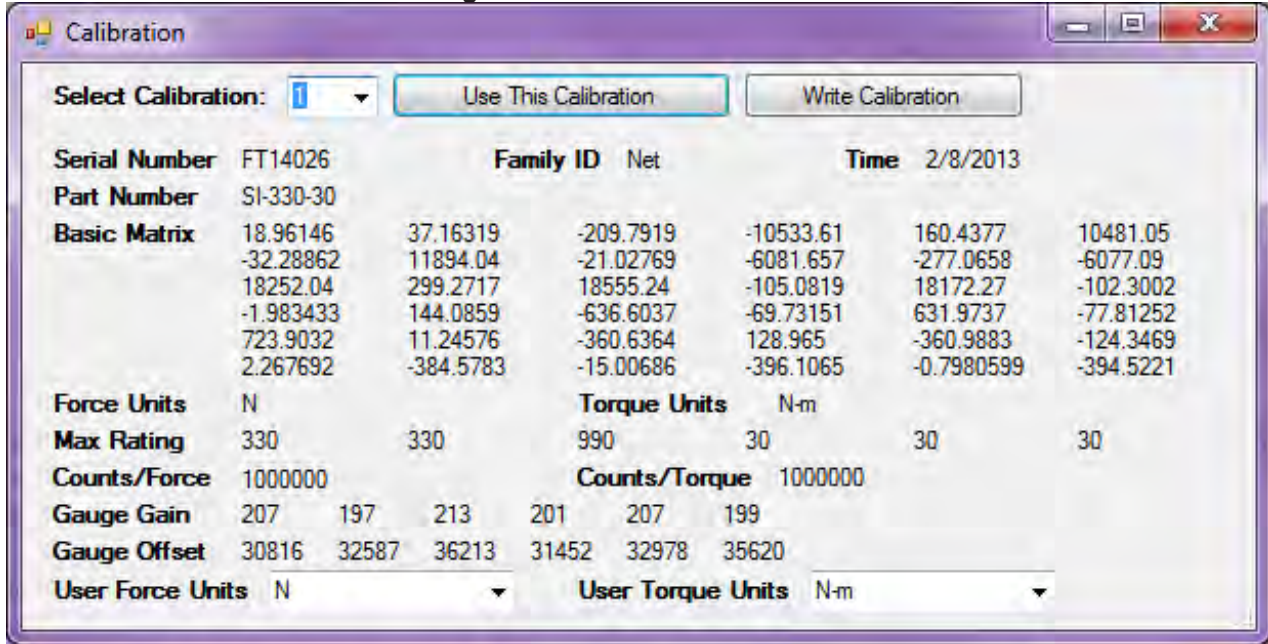 Calibration
Select Calibration: 1 Use This Calibration Write Calibration
Serial Number FT14026 Family ID Net Time 2/8/2013
Part Number SI-330-30
Basic Matrix 18.96146 37.16319 -209.7919 -10533.61 160.4377 10481.05
-32.28862 11894.04 -21.02769 -6081.657 -277.0658 -6077.09
18252.04 299.2717 18555.24 -105.0819 18172.27 -102.3002
-1.983433 144.0859 -636.6037 -69.73151 631.9737 -77.81252
723.9032 11.24576 -360.6364 128.965 -360.9883 -124.3469
2.267692 -384.5783 -15.00686 -396.1065 -0.7980599 -394.5221
Force Units N Torque Units N-m
Max Rating 330 330 990 30 30 30
Counts/Force 1000000 Counts/Torque 1000000
Gauge Gain 207 197 213 201 207 199
Gauge Offset 30816 32587 36213 31452 32978 35620
User Force Units N User Torque Units N-m